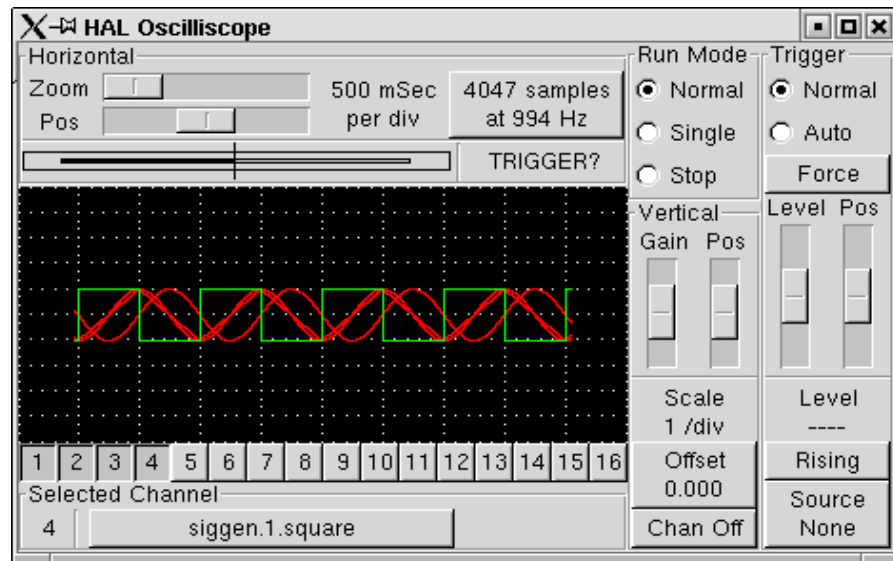 HAL Oscilliscope
Horizontal
Zoom
Pos
500 mSec
per div
4047 samples
at 994 Hz
TRIGGER?
Run Mode
Normal
Single
Stop
Trigger
Normal
Auto
Force
Level Pos
Vertical
Gain Pos
Scale
1 /div
Offset
0.000
Chan Off
Level
----
Rising
Source
None
1 2 3 4 5 6 7 8 9 10 11 12 13 14 15 16
Selected Channel
4 siggen.1.square